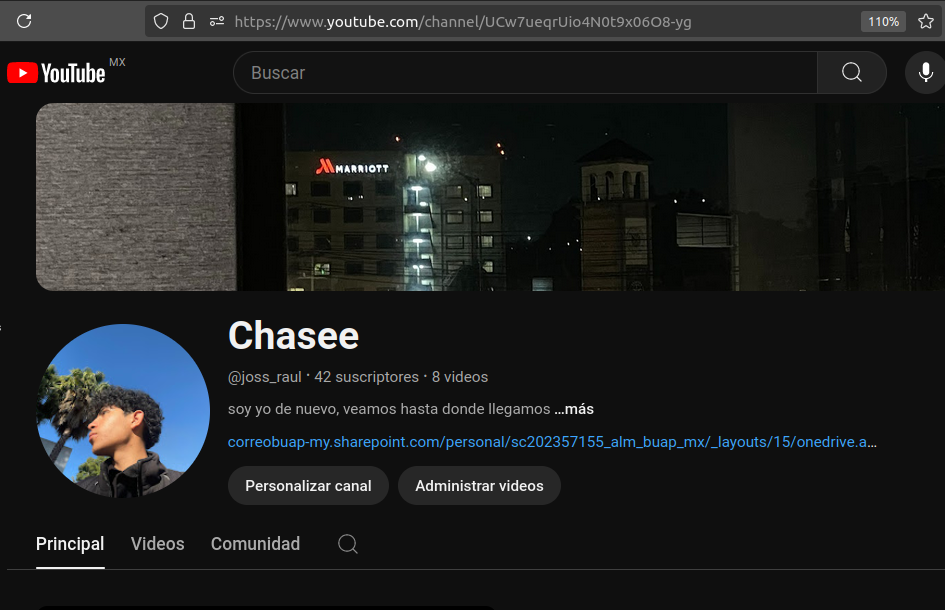 https://www.youtube.com/channel/UCw7ueqrUio4N0t9x06O8-yg
110%
YouTube MX
Buscar
MARRIOTT
Chasee
@joss_raul · 42 suscriptores · 8 videos
soy yo de nuevo, veamos hasta donde llegamos ...más
correobuap-my.sharepoint.com/personal/sc202357155_alm_buap_mx/_layouts/15/onedrive.a...
Personalizar canal
Administrar videos
Principal
Videos
Comunidad